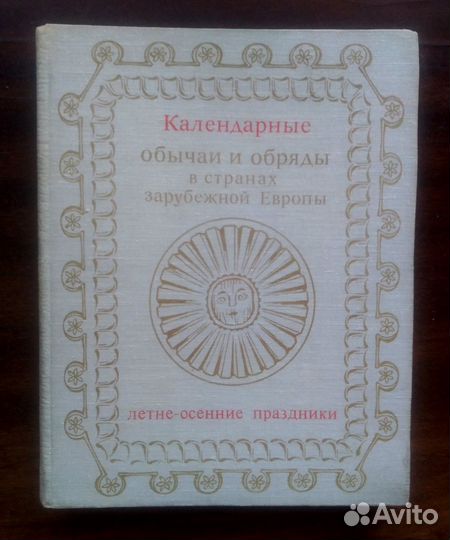 Календарные
обычаи и обряды
в странах
зарубежной Европы
летне-осенние праздники
Avito